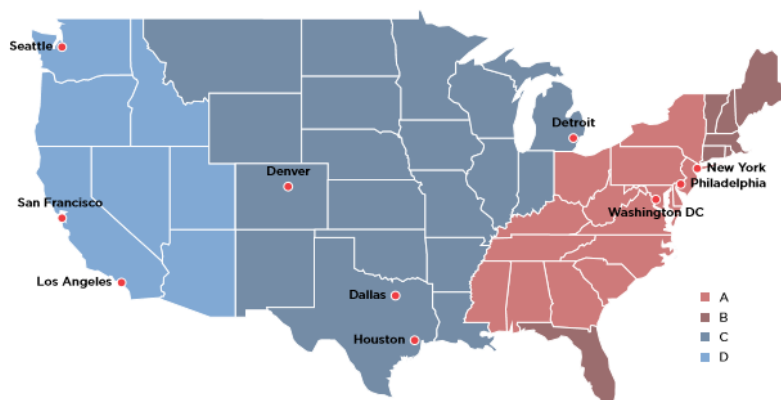 Seattle
Detroit
Denver
New York
Philadelphia
San Francisco
Washington DC
Los Angeles
Dallas
A
B
Houston
C
D